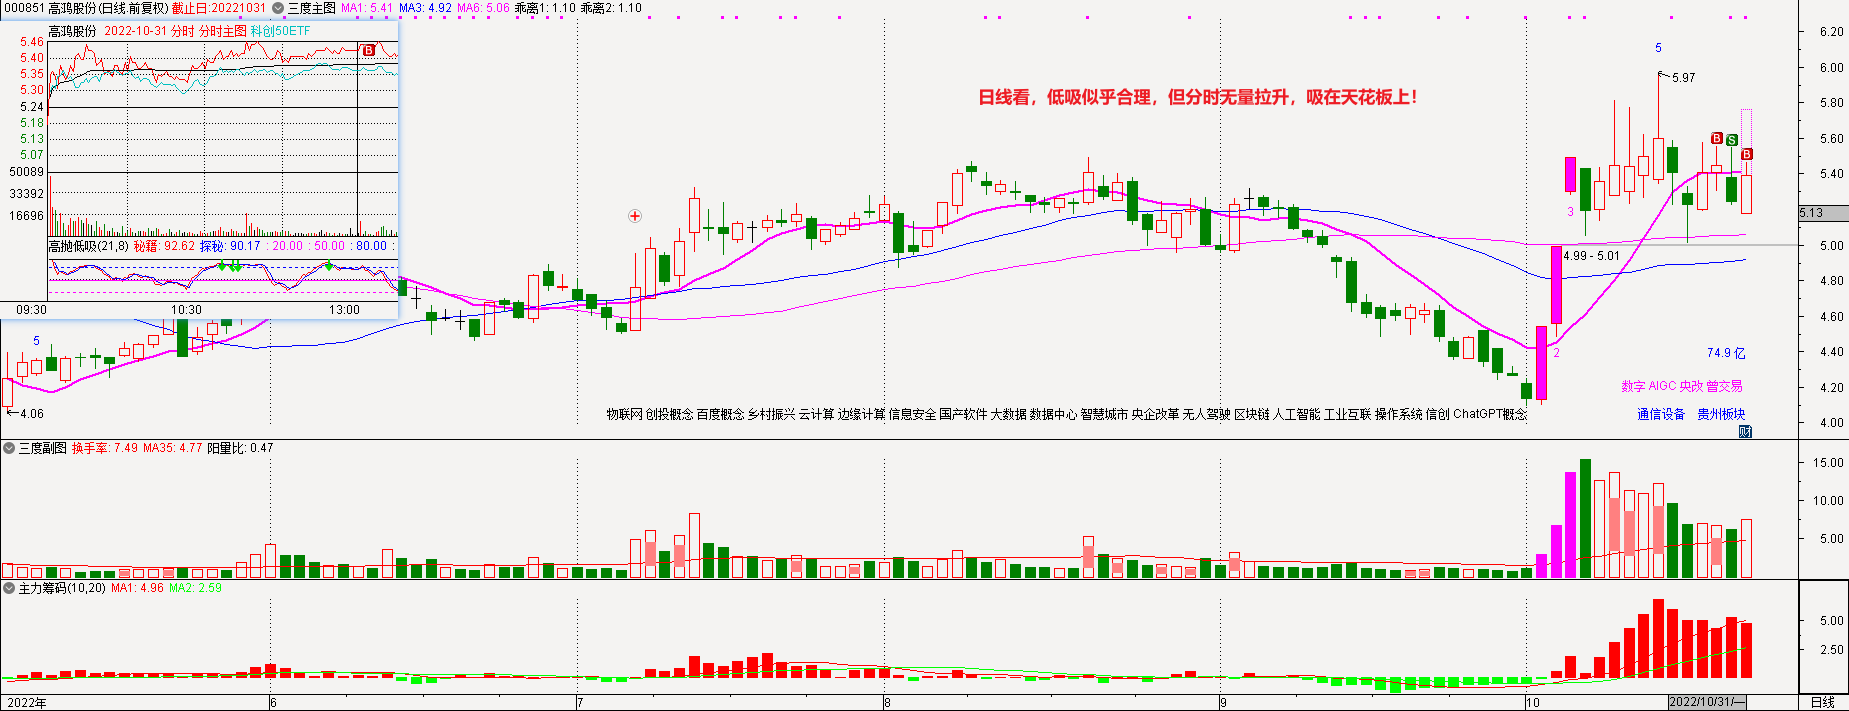 000851 高鸿股份(日线.前复权) 截止日:20221031 三度主图 MA1: 5.41 MA3: 4.92 MA6: 5.06 乖离1: 1.10 乖离2: 1.10
高鸿股份 2022-10-31 分时 分时主图 科创50ETF
5.46
5.40
5.35
5.30
5.24
5.18
5.13
5.07
50089
33392
16696
B
高抛低吸(21,8) 秘籍: 92.62 探秘: 90.17 : 20.00 : 50.00 : 80.00 :
09:30 10:30 13:00
日线看，低吸似乎合理，但分时无量拉升，吸在天花板上！
5
5.97
B S B
3
4.99 - 5.01
2
5
4.06
74.9 亿
数字 AIGC 央改 曾交易
物联网 创投概念 百度概念 乡村振兴 云计算 边缘计算 信息安全 国产软件 大数据 数据中心 智慧城市 央企改革 无人驾驶 区块链 人工智能 工业互联 操作系统 信创 ChatGPT概念
通信设备 贵州板块
财
6.20
6.00
5.80
5.60
5.40
5.13
5.00
4.80
4.60
4.40
4.20
4.00
三度副图 换手率: 7.49 MA35: 4.77 阳量比: 0.47
15.00
10.00
5.00
主力筹码(10,20) MA1: 4.96 MA2: 2.59
5.00
2.50
2022年 6 7 8 9 10 2022/10/31/一 日线